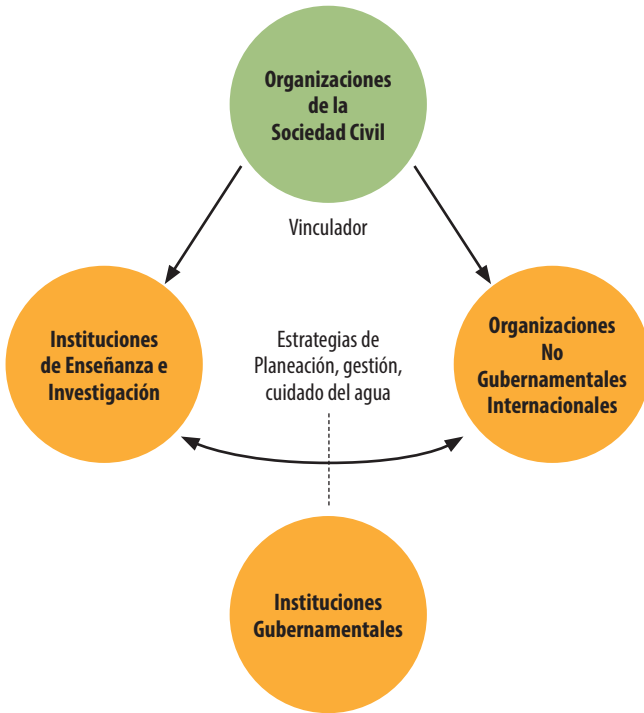 Organizaciones
de la
Sociedad Civil
Vinculador
Instituciones
de Enseñanza e
Investigación
Estrategias de
Planeación, gestión,
cuidado del agua
Organizaciones
No
Gubernamentales
Internacionales
Instituciones
Gubernamentales